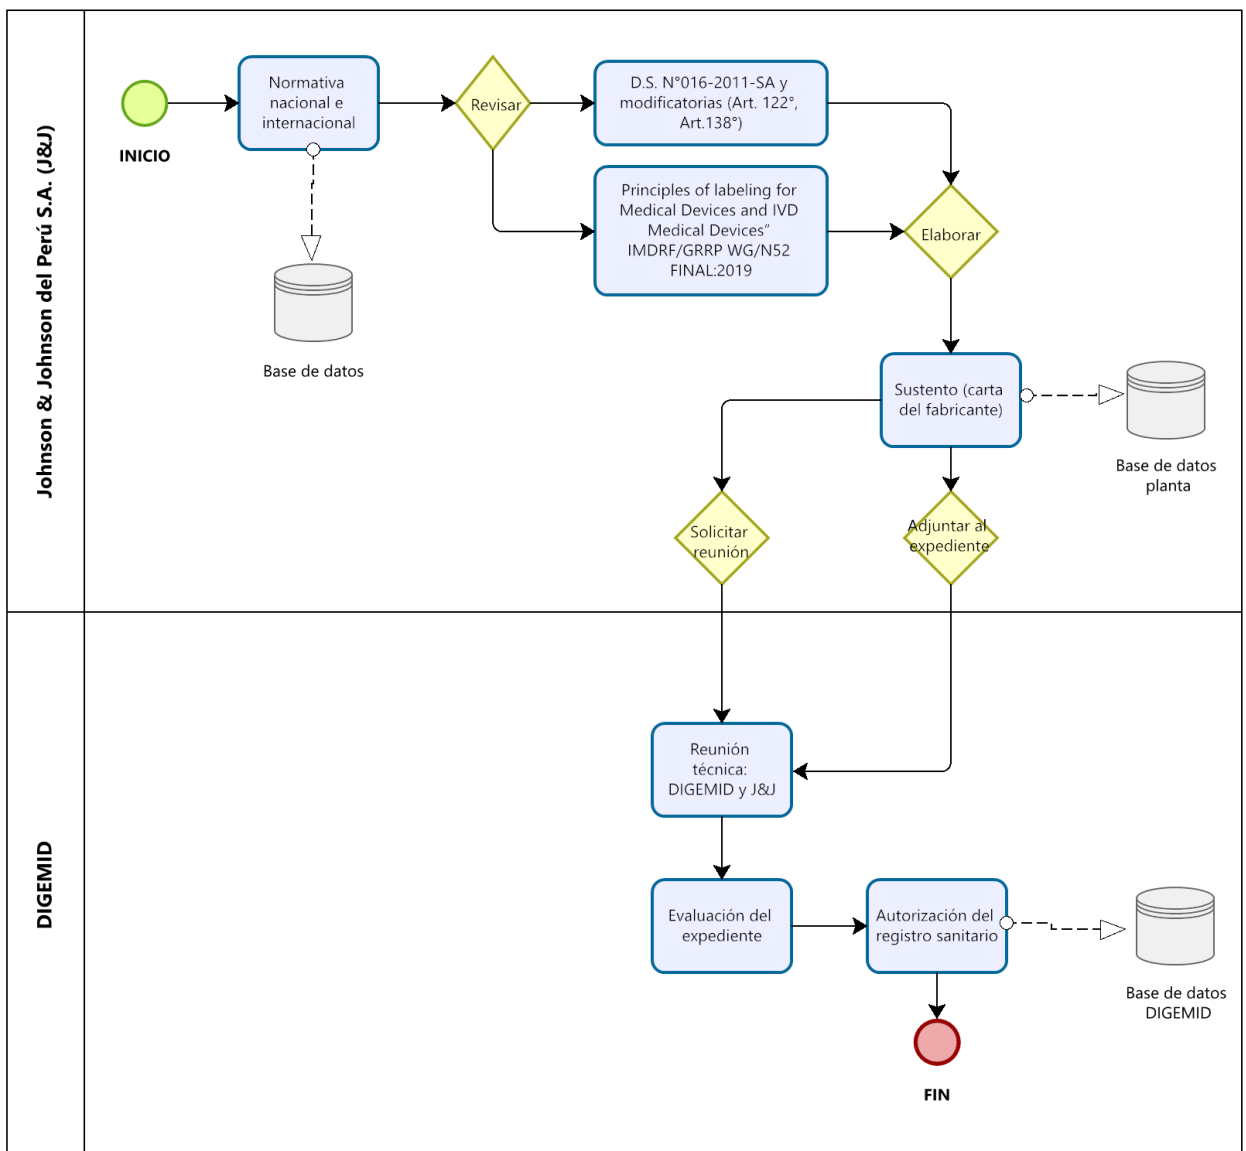 Johnson & Johnson del Perú S.A. (J&J)
INICIO
Normativa
nacional e
internacional
Base de datos
Revisar
D.S. N°016-2011-SA y
modificatorias (Art. 122°,
Art.138°)
Principles of labeling for
Medical Devices and IVD
Medical Devices”
IMDRF/GRRP WG/N52
FINAL:2019
Elaborar
Sustento (carta
del fabricante)
Base de datos
planta
Solicitar
reunión
Adjuntar al
expediente
DIGEMID
Reunión
técnica:
DIGEMID y J&J
Evaluación del
expediente
Autorización del
registro sanitario
Base de datos
DIGEMID
FIN